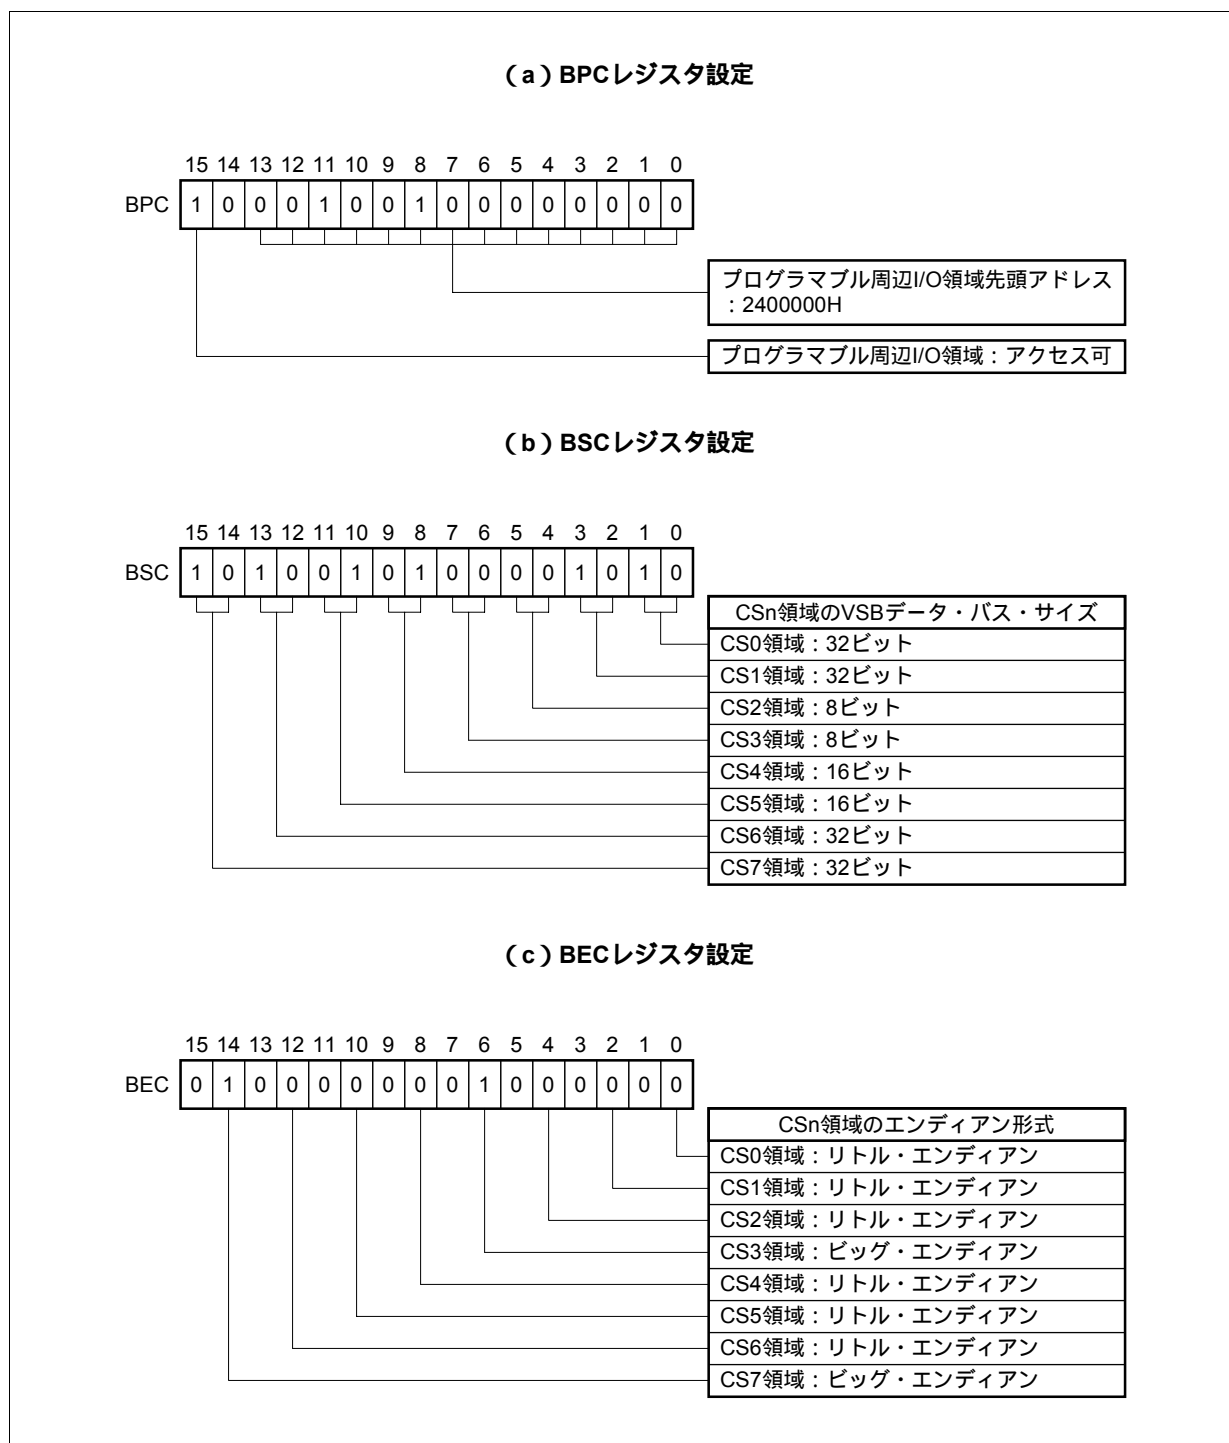 (a)BPCレジスタ設定
15 14 13 12 11 10 9 8 7 6 5 4 3 2 1 0
BPC 1 0 0 0 1 0 0 1 0 0 0 0 0 0 0 0
プログラマブル周辺I/O領域先頭アドレス
：2400000H
プログラマブル周辺I/O領域：アクセス可
(b)BSCレジスタ設定
15 14 13 12 11 10 9 8 7 6 5 4 3 2 1 0
BSC 1 0 1 0 0 1 0 1 0 0 0 0 1 0 1 0
CSn領域のVSBデータ・バス・サイズ
CS0領域：32ビット
CS1領域：32ビット
CS2領域：8ビット
CS3領域：8ビット
CS4領域：16ビット
CS5領域：16ビット
CS6領域：32ビット
CS7領域：32ビット
(c)BECレジスタ設定
15 14 13 12 11 10 9 8 7 6 5 4 3 2 1 0
BEC 0 1 0 0 0 0 0 0 0 1 0 0 0 0 0 0
CSn領域のエンディアン形式
CS0領域：リトル・エンディアン
CS1領域：リトル・エンディアン
CS2領域：リトル・エンディアン
CS3領域：ビッグ・エンディアン
CS4領域：リトル・エンディアン
CS5領域：リトル・エンディアン
CS6領域：リトル・エンディアン
CS7領域：ビッグ・エンディアン